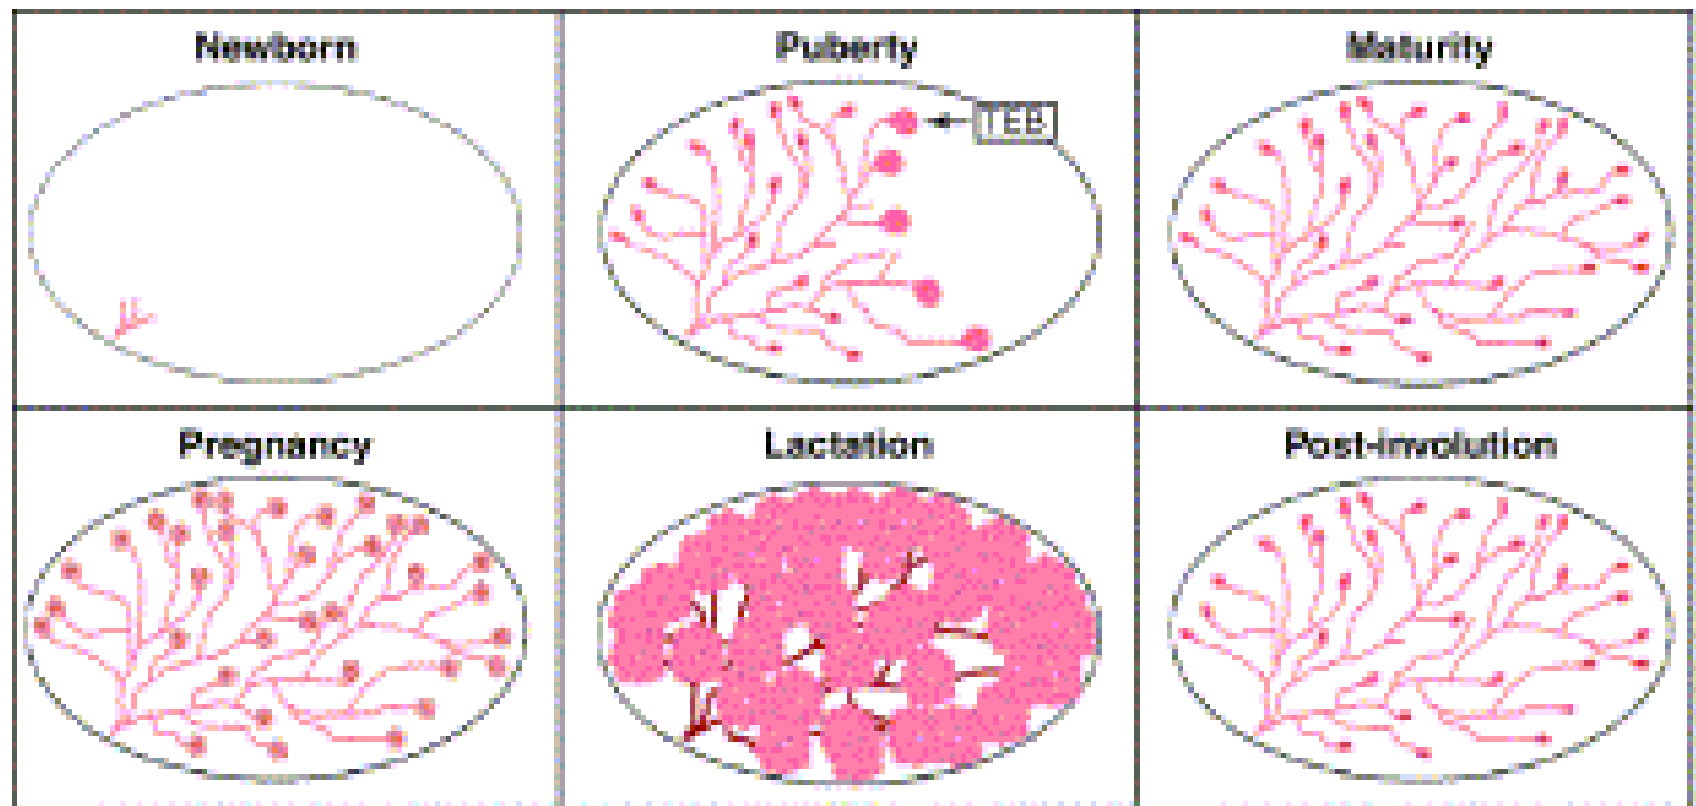 Newborn
Puberty
Maturity
TEB
Pregnancy
Lactation
Post-involution